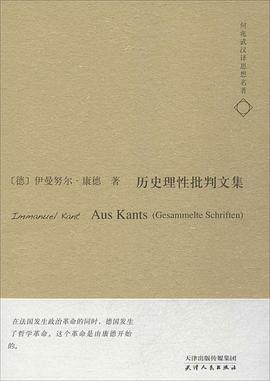 何兆武汉译思想名著
〔德〕伊曼努尔·康德 著
历史理性批判文集
Immanuel Kant Aus Kants (Gesammelte Schriften)
在法国发生政治革命的同时，德国发生
了哲学革命。这个革命是由康德开始
的。
天津出版传媒集团
天津人民出版社